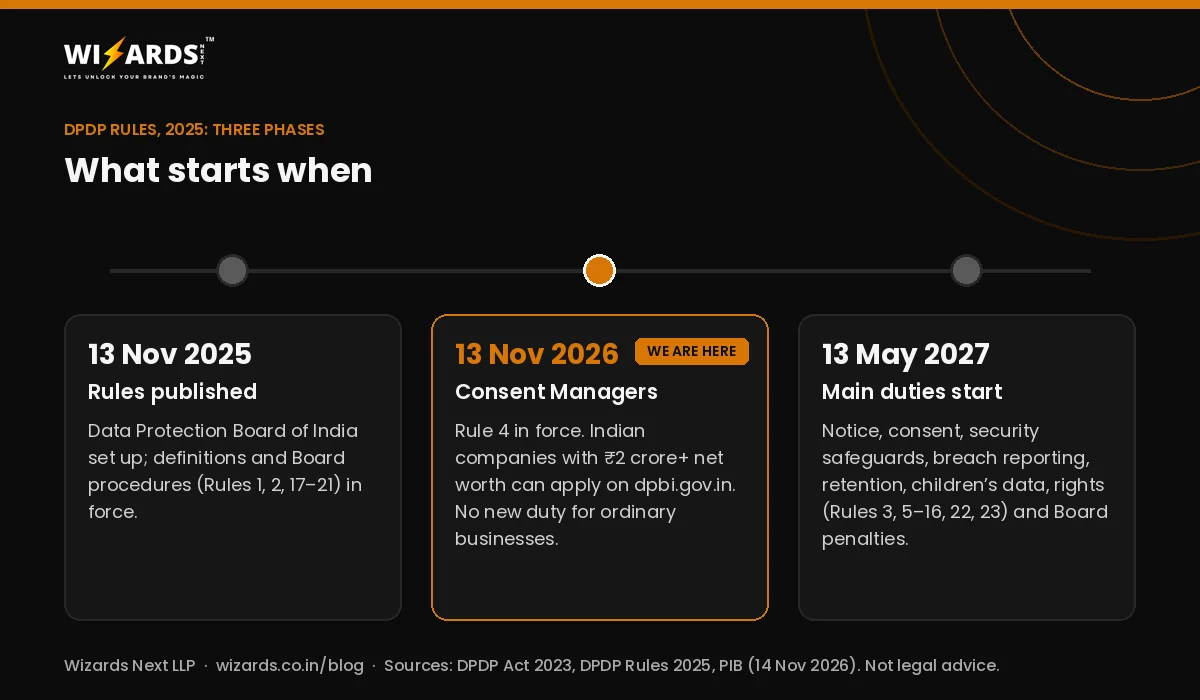 WIZARDS NEXT™
LETS UNLOCK YOUR BRAND'S MAGIC
DPDP RULES, 2025: THREE PHASES
What starts when
13 Nov 2025
Rules published
Data Protection Board of India
set up; definitions and Board
procedures (Rules 1, 2, 17–21) in
force.
13 Nov 2026 WE ARE HERE
Consent Managers
Rule 4 in force. Indian
companies with ₹2 crore+ net
worth can apply on dpbi.gov.in.
No new duty for ordinary
businesses.
13 May 2027
Main duties start
Notice, consent, security
safeguards, breach reporting,
retention, children’s data, rights
(Rules 3, 5–16, 22, 23) and Board
penalties.
Wizards Next LLP · wizards.co.in/blog · Sources: DPDP Act 2023, DPDP Rules 2025, PIB (14 Nov 2026). Not legal advice.